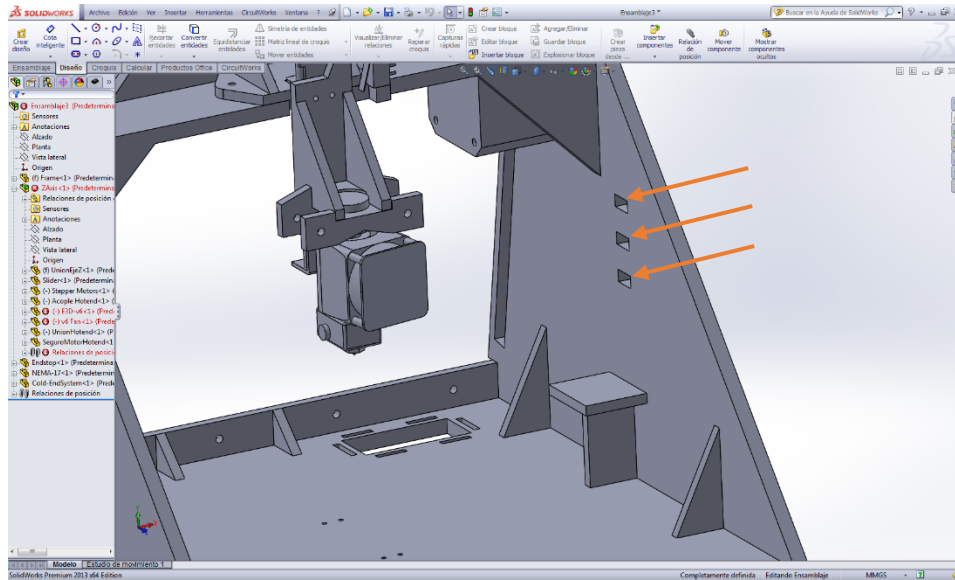 SOLIDWORKS Archivo Edición Ver Insertar Herramientas CircuitWorks Ventana ? Ensamblaje3 * Buscar en la Ayuda de SolidWorks
Crear diseño
Cota inteligente
Recortar entidades
Convertir entidades
Equidistanciar entidades
Simetría de entidades
Matriz lineal de croquis
Mover entidades
Visualizar/Eliminar relaciones
Reparar croquis
Capturas rápidas
Crear bloque
Editar bloque
Insertar bloque
Agregar/Eliminar
Guardar bloque
Explosionar bloque
Crear pieza desde ...
Insertar componentes
Relación de posición
Mover componente
Mostrar componentes ocultos
Ensamblaje Diseño Croquis Calcular Productos Office CircuitWorks
Ensamblaje3 (Predetermina
Sensores
Anotaciones
Alzado
Planta
Vista lateral
Origen
(f) Frame<1> (Predetermin
ZAxis<1> (Predetermina
Relaciones de posición
Sensores
Anotaciones
Alzado
Planta
Vista lateral
Origen
(f) UnionEjeZ<1> (Pred
Slider<1> (Predetermin
(-) Stepper Motors<1> (
(-) Acople Hotend<1> (
(-) E3D-v6<1> (Pred
(-) v6 Fan<1> (Preds
(-) UnionHotend<1> (P
SeguroMotorHotend<1
Relaciones de posici
Endstop<1> (Predetermina
NEMA-17<1> (Predetermin
Cold-EndSystem<1> (Pred
Relaciones de posición
Modelo Estudio de movimiento 1
SolidWorks Premium 2013 x64 Edition Completamente definida Editando Ensamblaje MMGS